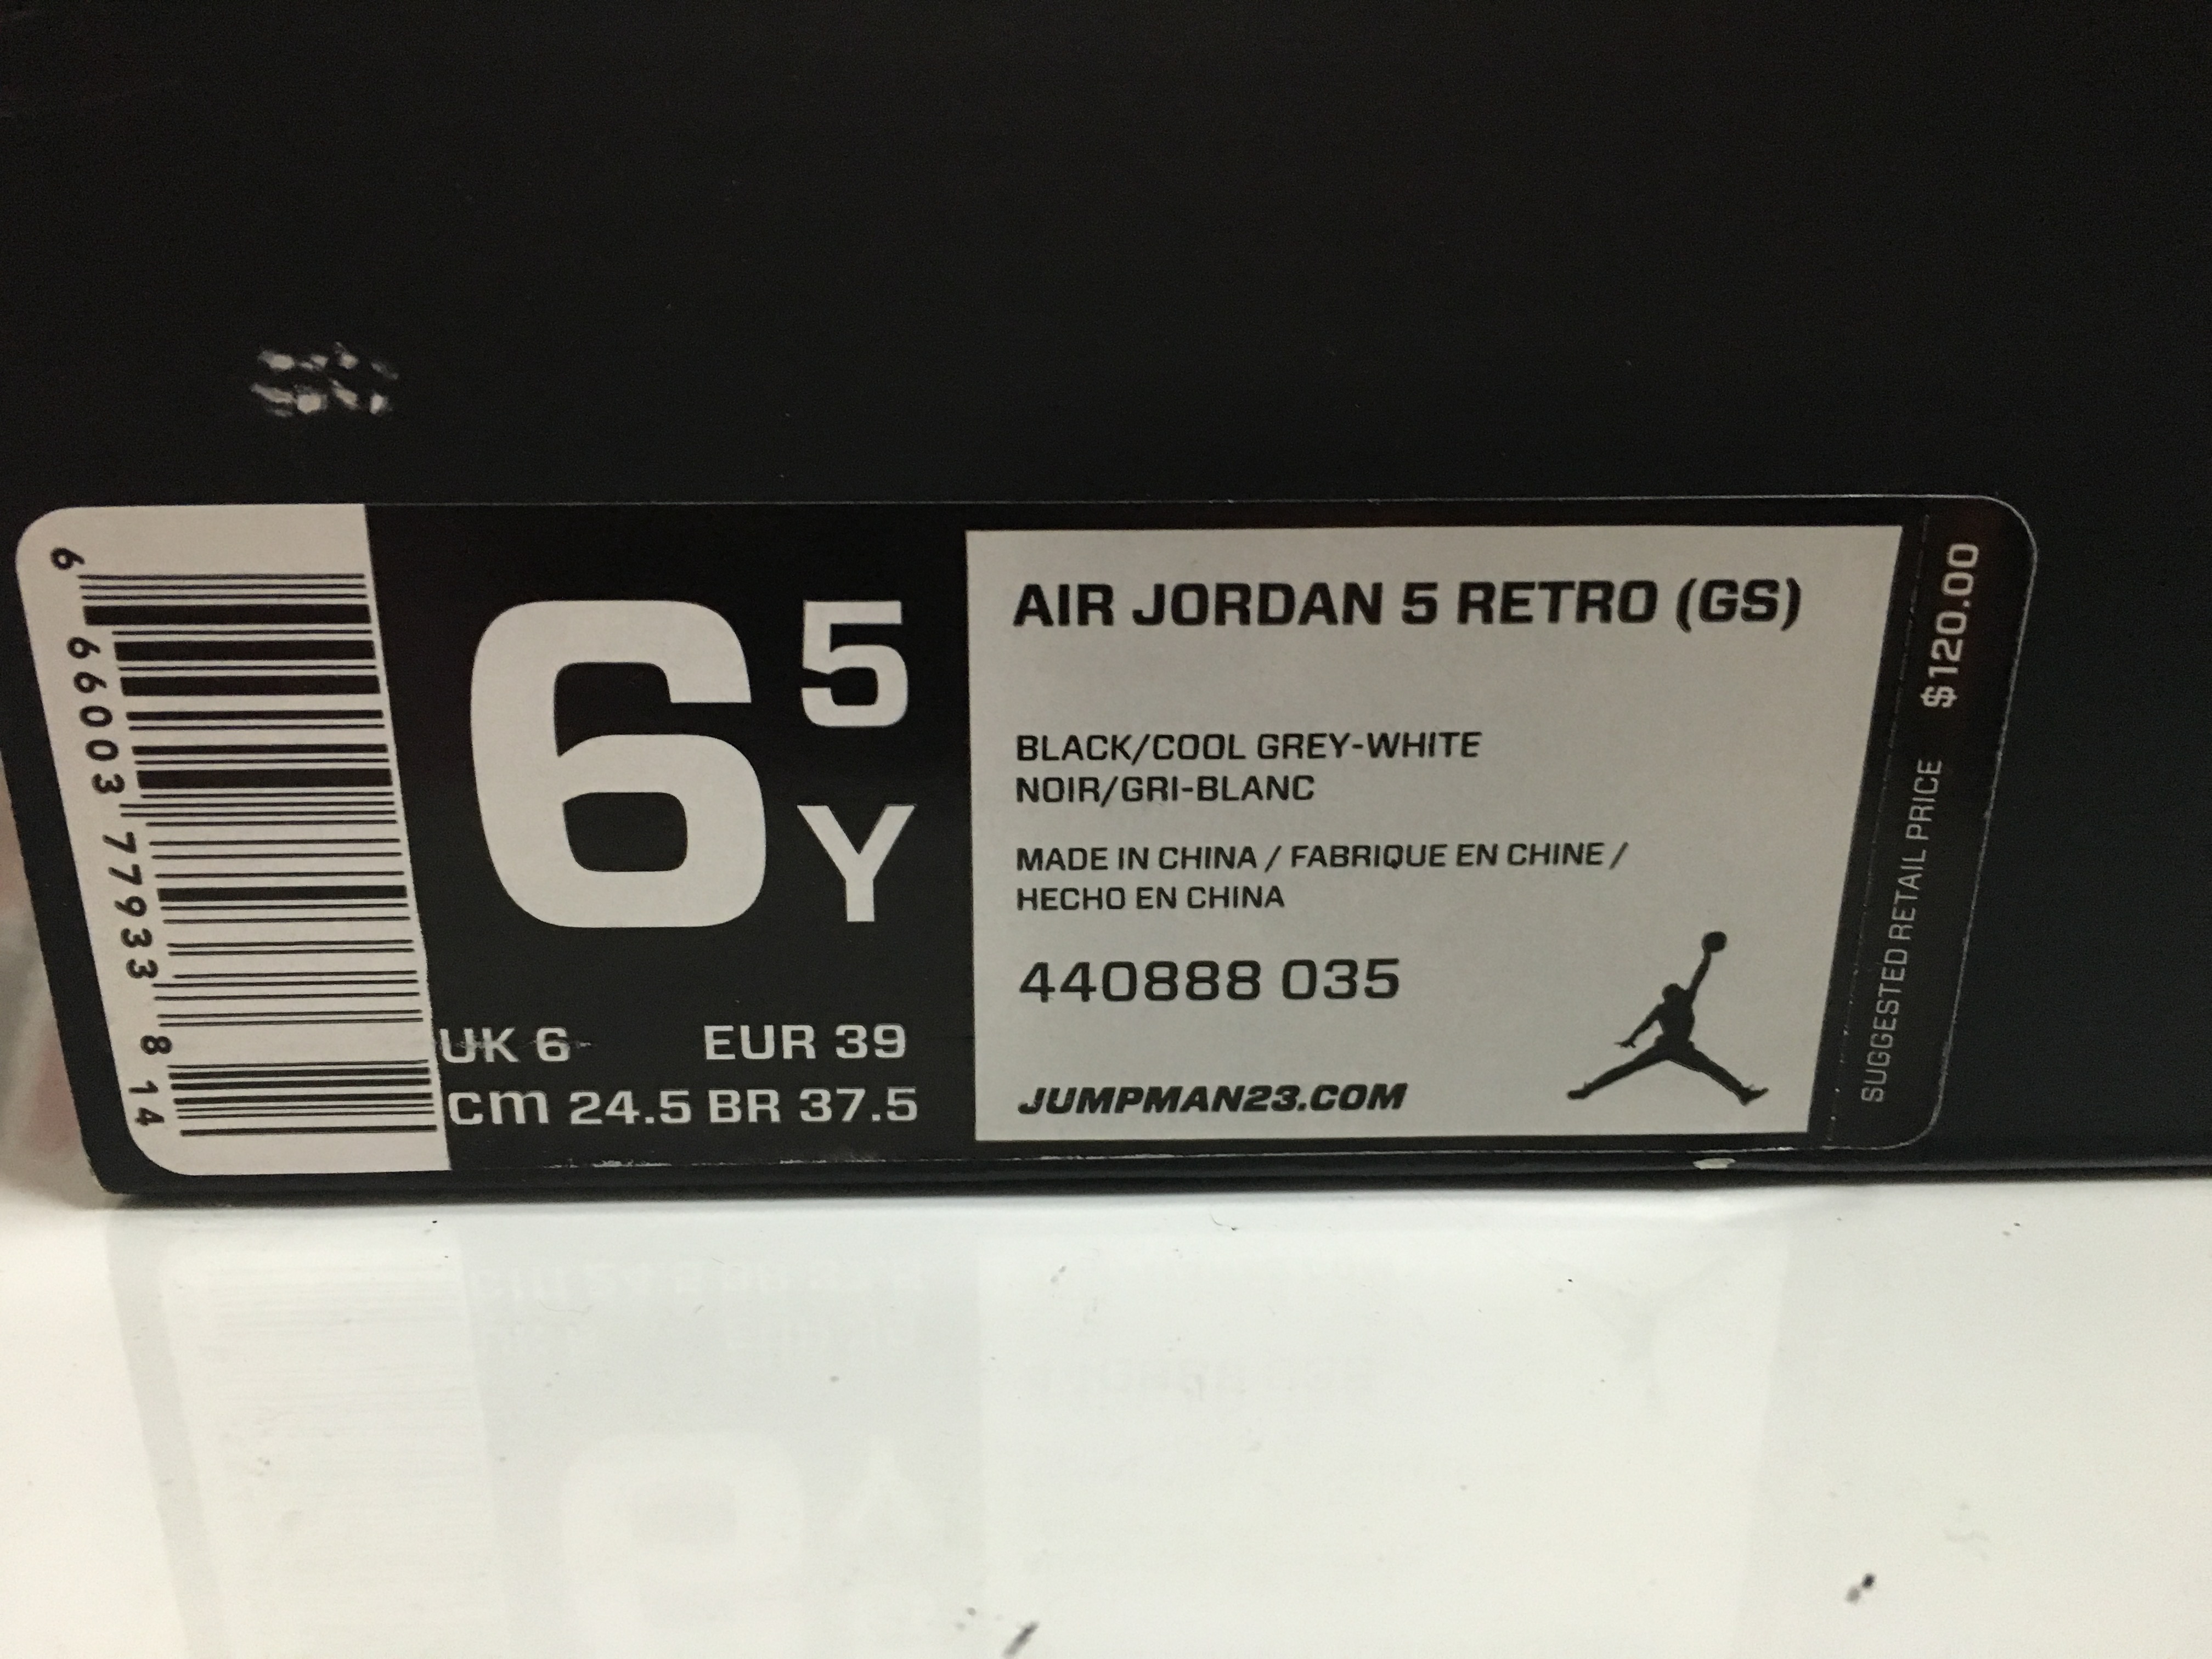 6 66003 77933 8 14
6 5
Y
UK 6 EUR 39
cm 24.5 BR 37.5
AIR JORDAN 5 RETRO (GS)
BLACK/COOL GREY-WHITE
NOIR/GRI-BLANC
MADE IN CHINA / FABRIQUE EN CHINE /
HECHO EN CHINA
440888 035
JUMPMAN23.COM
SUGGESTED RETAIL PRICE $120.00